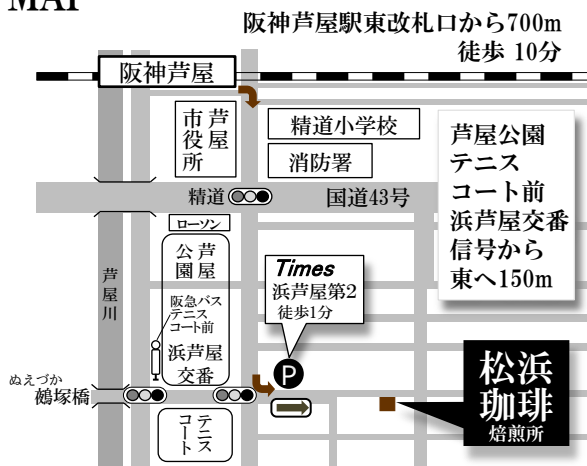 MAP
阪神芦屋駅東改札口から700m
徒歩 10分
阪神芦屋
芦屋
市役所
精道小学校
消防署
芦屋公園
テニス
コート前
浜芦屋交番
信号から
東へ150m
精道
国道43号
ローソン
芦屋
公園
芦屋川
Times
浜芦屋第2
徒歩1分
阪急バス
テニス
コート前
浜芦屋
交番
P
ぬえづか
鵺塚橋
テニス
コート
松浜
珈琲
焙煎所